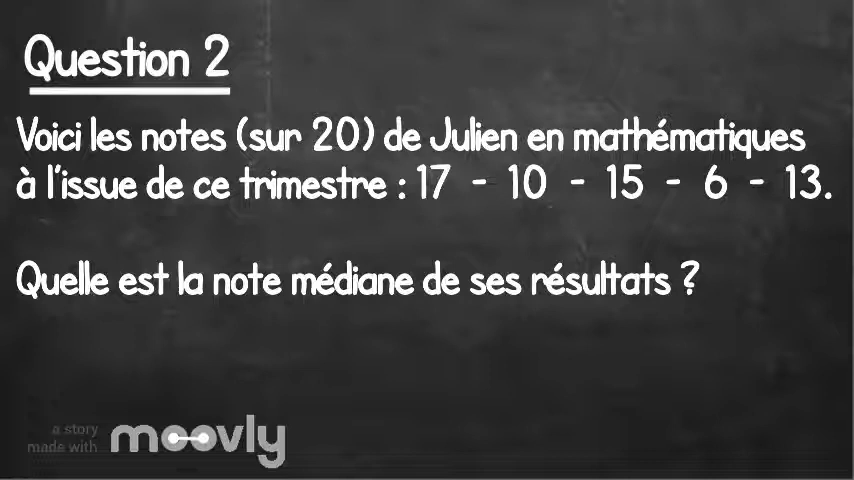 Question 2
Voici les notes (sur 20) de Julien en mathématiques
à l'issue de ce trimestre : 17 - 10 - 15 - 6 - 13.
Quelle est la note médiane de ses résultats ?
a story
made with moovly